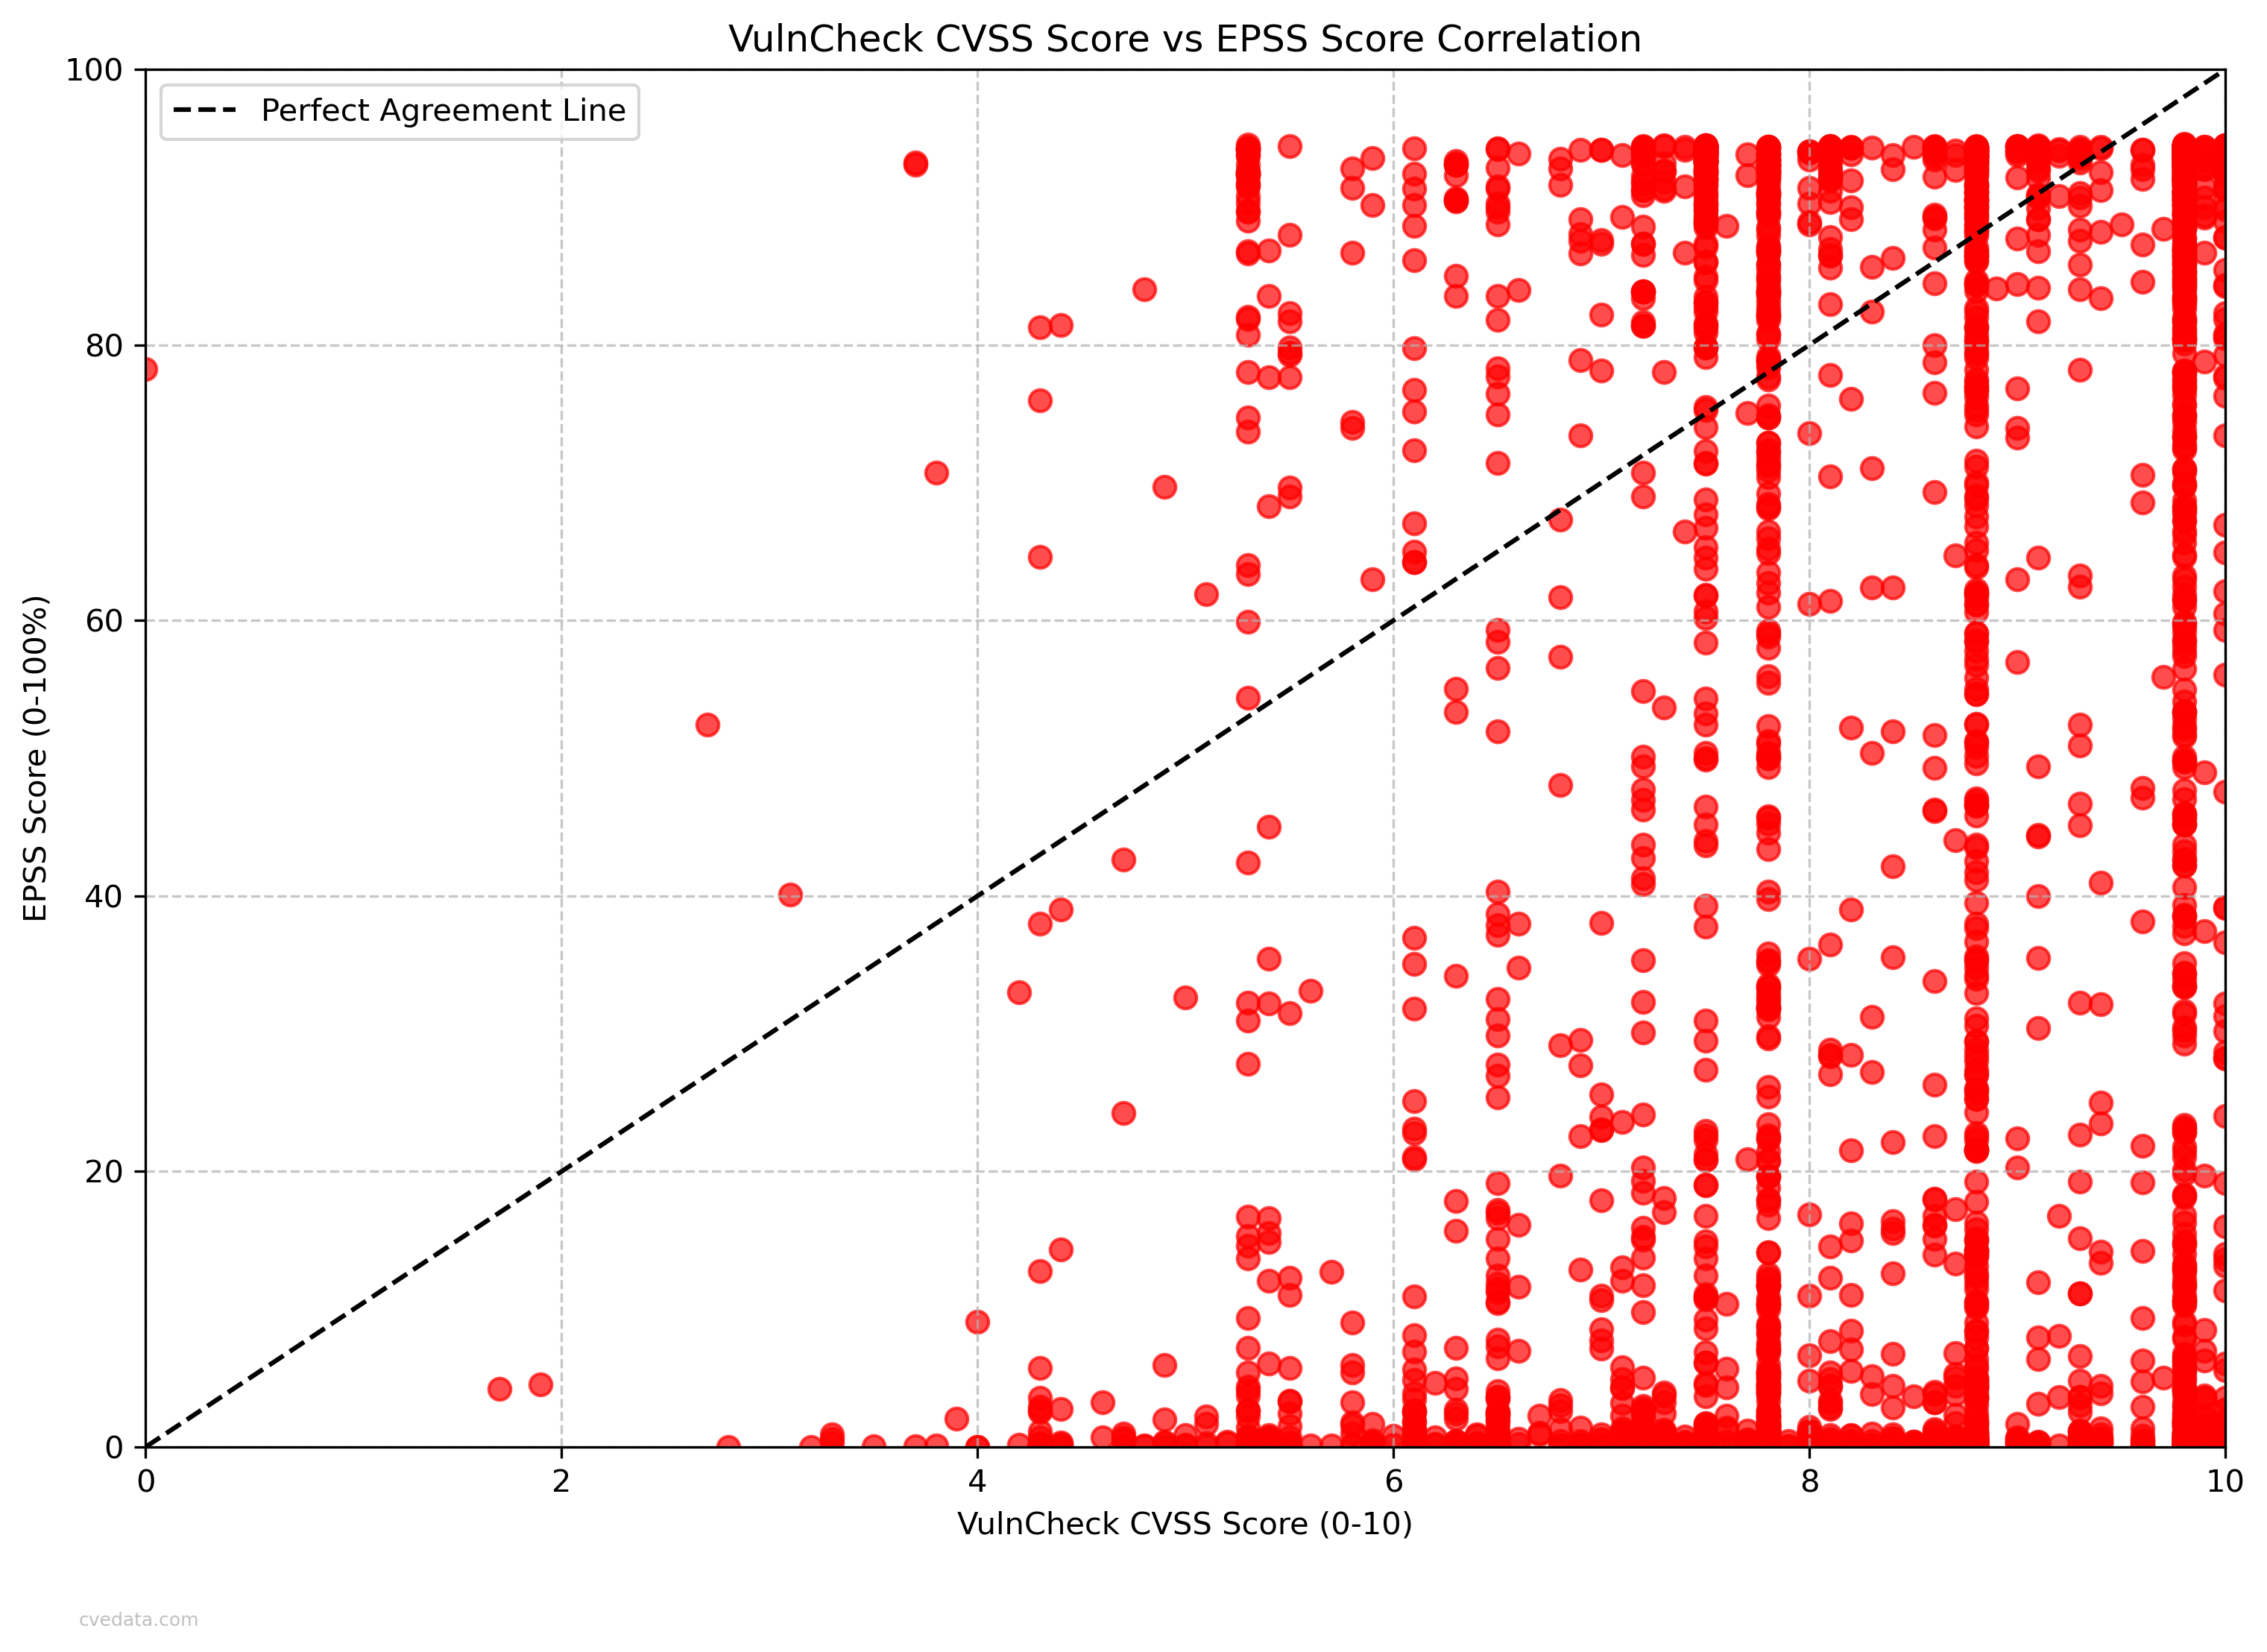 VulnCheck CVSS Score vs EPSS Score Correlation
Perfect Agreement Line
EPSS Score (0-100%)
100
80
60
40
20
0
0 2 4 6 8 10
VulnCheck CVSS Score (0-10)
cvedata.com